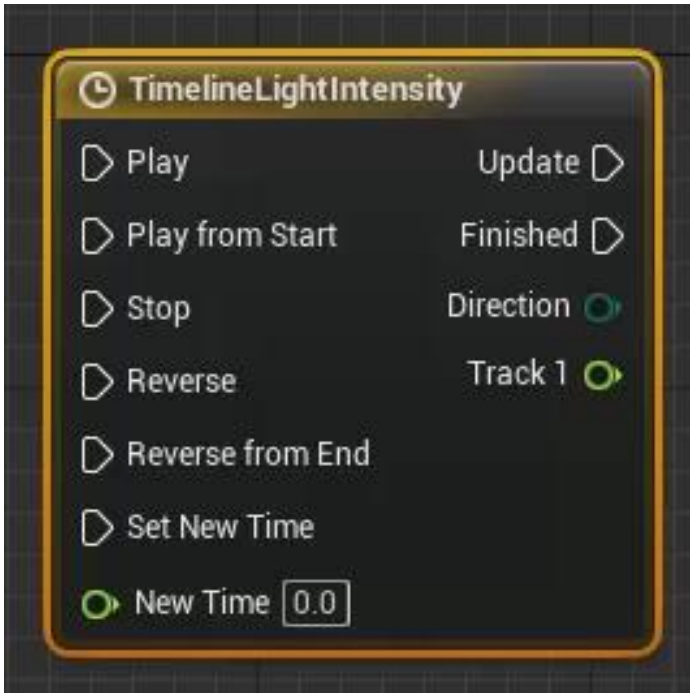 TimelineLightIntensity
Play Update
Play from Start Finished
Stop Direction
Reverse Track 1
Reverse from End
Set New Time
New Time 0.0